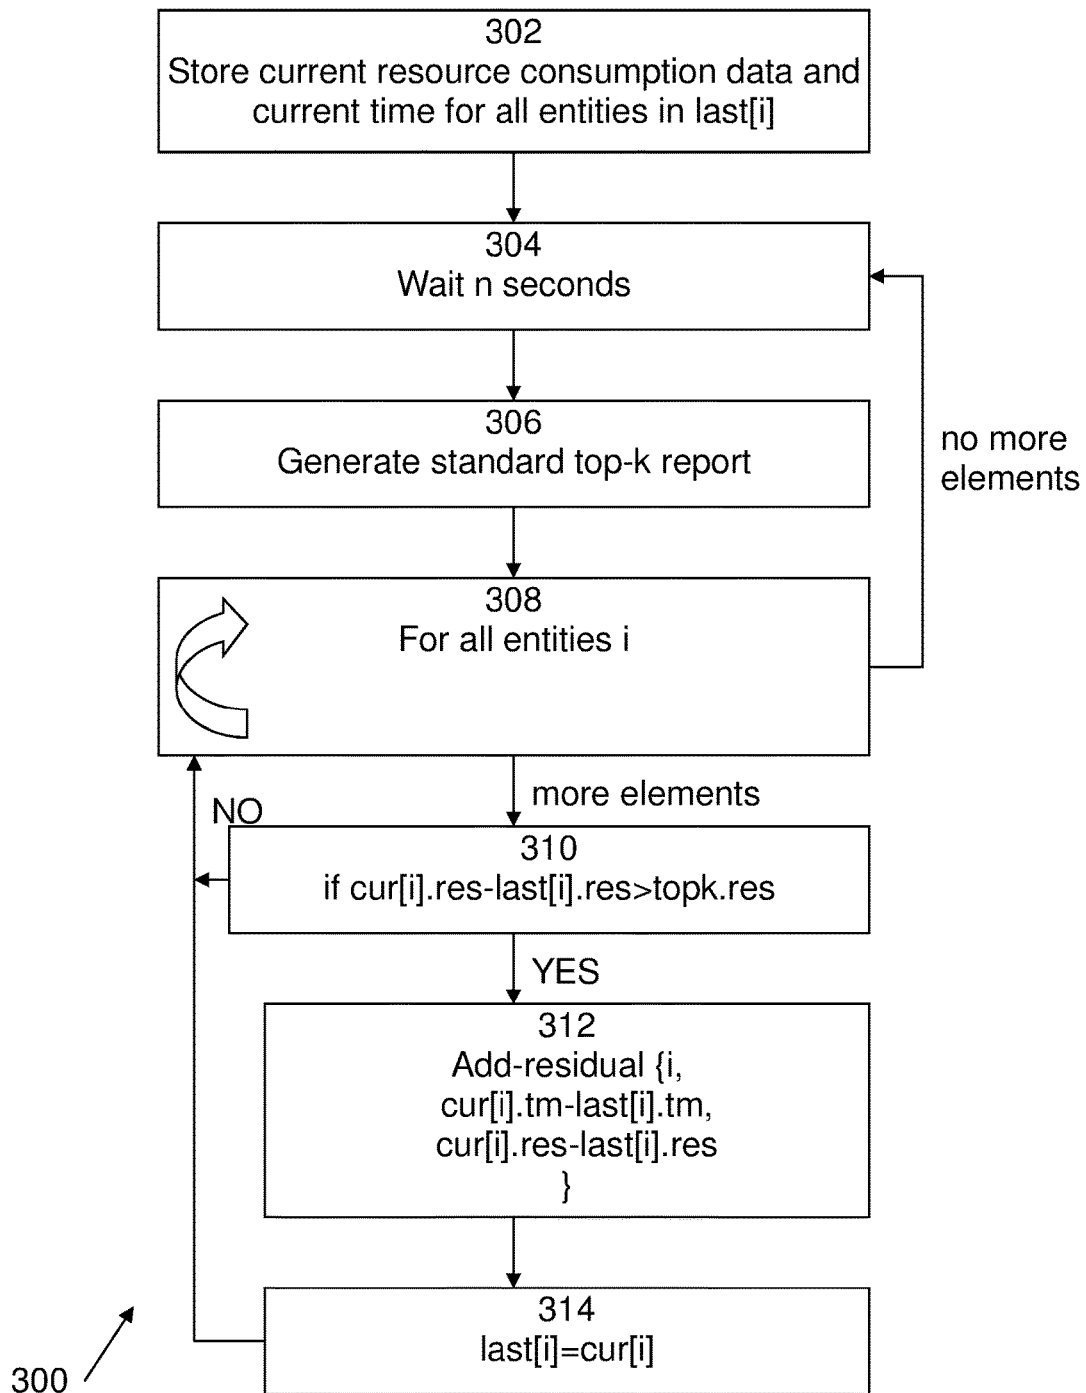 302
Store current resource consumption data and
current time for all entities in last[i]
304
Wait n seconds
306
Generate standard top-k report
no more
elements
308
For all entities i
more elements
NO
310
if cur[i].res-last[i].res>topk.res
YES
312
Add-residual {i,
cur[i].tm-last[i].tm,
cur[i].res-last[i].res
}
314
last[i]=cur[i]
300